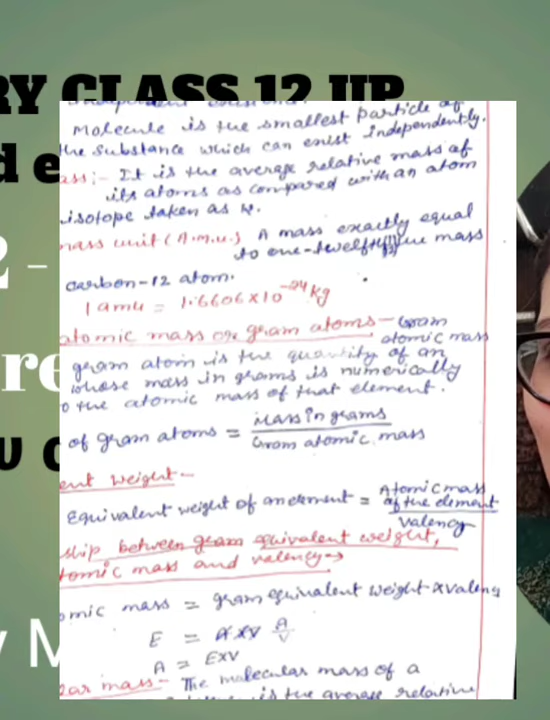 RY CLASS 12 UP
d e
2 -
re
U C
y M
Molecule is the smallest particle of
the substance which can exist independently.
ass:- It is the average relative mass of
its atoms as compared with an atom
isotope taken as
mass unit (A.m.u.) A mass exactly equal
to one-twelfth mass
carbon-12 atom.
1 amu = 1.6606×10⁻²⁴kg
atomic mass or gram atoms - Gram
atomic mass
gram atom is the quantity of an
whose mass in grams is numerically
o the atomic mass of that element.
of gram atoms = Mass in grams
Gram atomic mass
ent Weight -
Equivalent weight of an element = Atomic mass
of the element
Valency
ship between gram equivalent weight,
tomic mass and valency→
omic mass = gram equivalent weight × valency
E = A
V
A = E×V
lar mass - The molecular mass of a
is the average relative